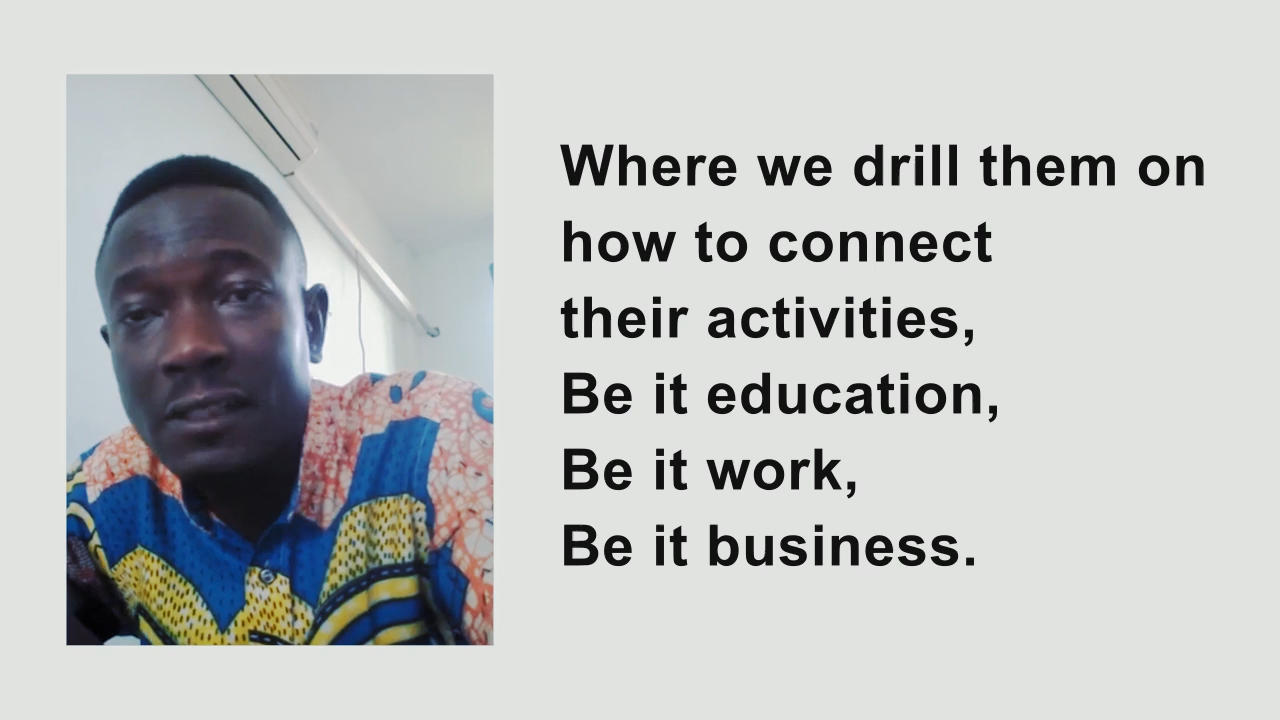 Where we drill them on
how to connect
their activities,
Be it education,
Be it work,
Be it business.